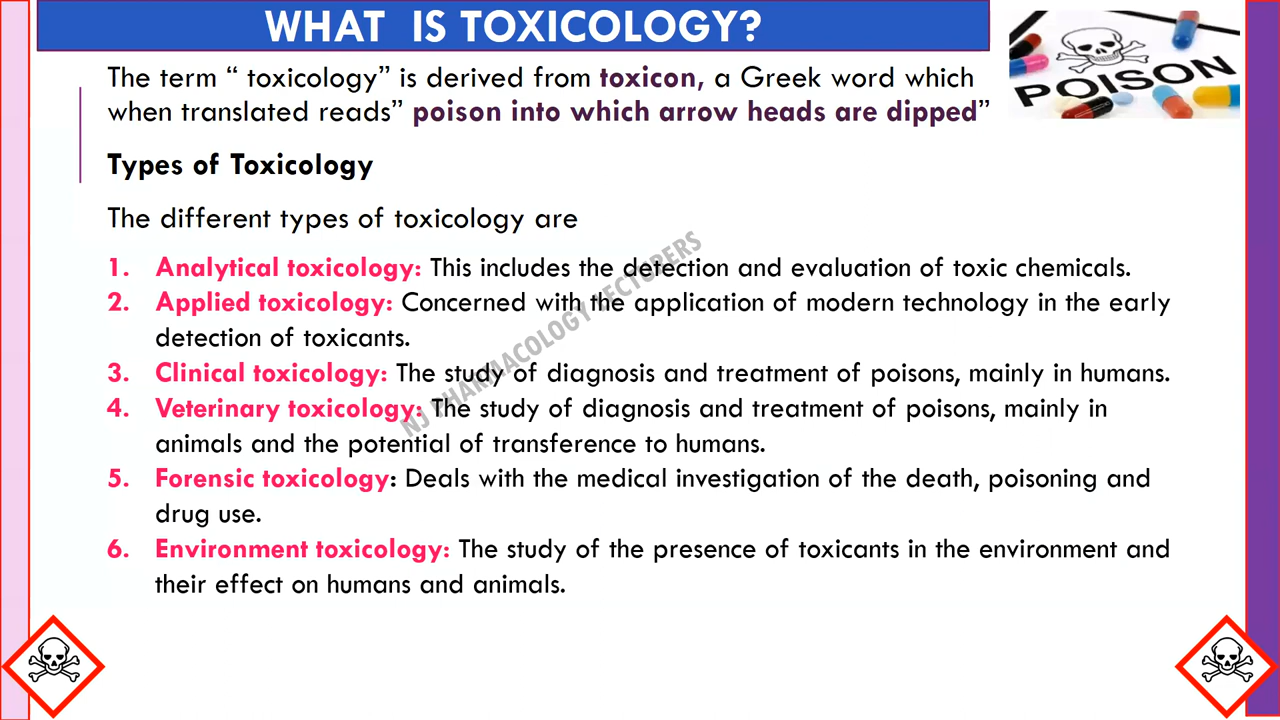 WHAT IS TOXICOLOGY?
POISON
The term “ toxicology” is derived from toxicon, a Greek word which
when translated reads” poison into which arrow heads are dipped”
Types of Toxicology
The different types of toxicology are
1. Analytical toxicology: This includes the detection and evaluation of toxic chemicals.
2. Applied toxicology: Concerned with the application of modern technology in the early
detection of toxicants.
3. Clinical toxicology: The study of diagnosis and treatment of poisons, mainly in humans.
4. Veterinary toxicology: The study of diagnosis and treatment of poisons, mainly in
animals and the potential of transference to humans.
5. Forensic toxicology: Deals with the medical investigation of the death, poisoning and
drug use.
6. Environment toxicology: The study of the presence of toxicants in the environment and
their effect on humans and animals.
NJ PHARMACOLOGY LECTURERS